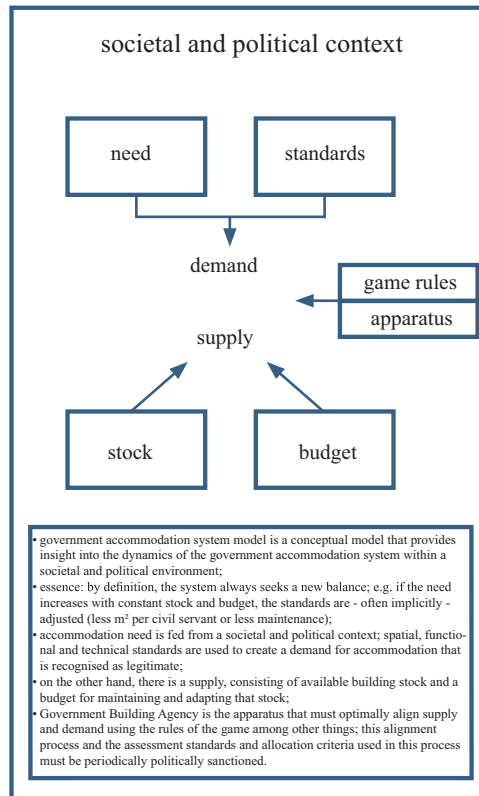 societal and political context
need
standards
demand
game rules
apparatus
supply
stock
budget
• government accommodation system model is a conceptual model that provides
insight into the dynamics of the government accommodation system within a
societal and political environment;
• essence: by definition, the system always seeks a new balance; e.g. if the need
increases with constant stock and budget, the standards are - often implicitly -
adjusted (less m² per civil servant or less maintenance);
• accommodation need is fed from a societal and political context; spatial, functio-
nal and technical standards are used to create a demand for accommodation that
is recognised as legitimate;
• on the other hand, there is a supply, consisting of available building stock and a
budget for maintaining and adapting that stock;
• Government Building Agency is the apparatus that must optimally align supply
and demand using the rules of the game among other things; this alignment
process and the assessment standards and allocation criteria used in this process
must be periodically politically sanctioned.